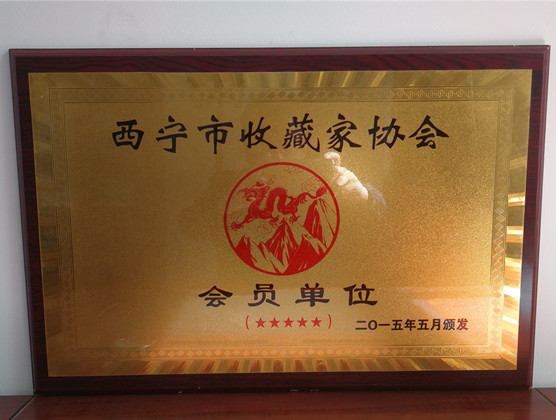 西宁市收藏家协会
会员单位
(★★★★★)
二〇一五年五月颁发